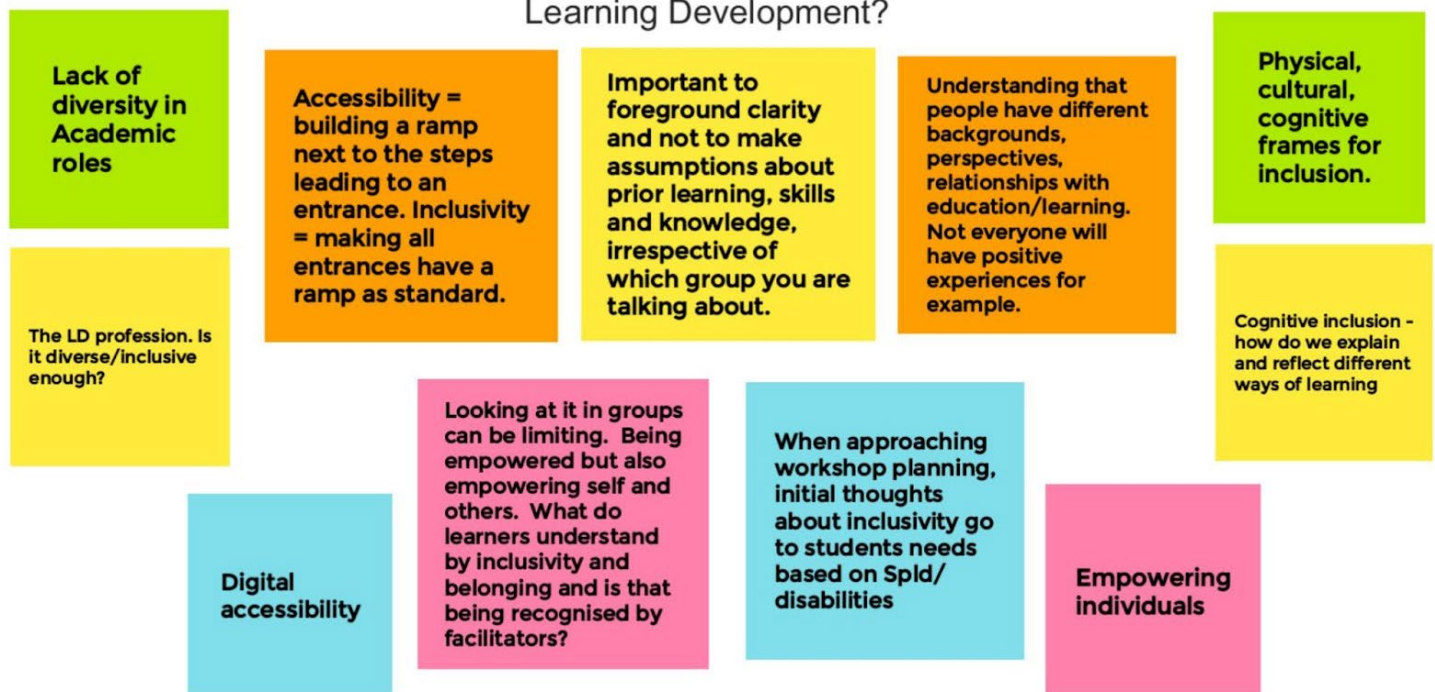 Learning Development?
Lack of
diversity in
Academic
roles
Accessibility =
building a ramp
next to the steps
leading to an
entrance. Inclusivity
= making all
entrances have a
ramp as standard.
Important to
foreground clarity
and not to make
assumptions about
prior learning, skills
and knowledge,
irrespective of
which group you are
talking about.
Understanding that
people have different
backgrounds,
perspectives,
relationships with
education/learning.
Not everyone will
have positive
experiences for
example.
Physical,
cultural,
cognitive
frames for
inclusion.
The LD profession. Is
it diverse/inclusive
enough?
Cognitive inclusion -
how do we explain
and reflect different
ways of learning
Digital
accessibility
Looking at it in groups
can be limiting. Being
empowered but also
empowering self and
others. What do
learners understand
by inclusivity and
belonging and is that
being recognised by
facilitators?
When approaching
workshop planning,
initial thoughts
about inclusivity go
to students needs
based on Spld/
disabilities
Empowering
individuals